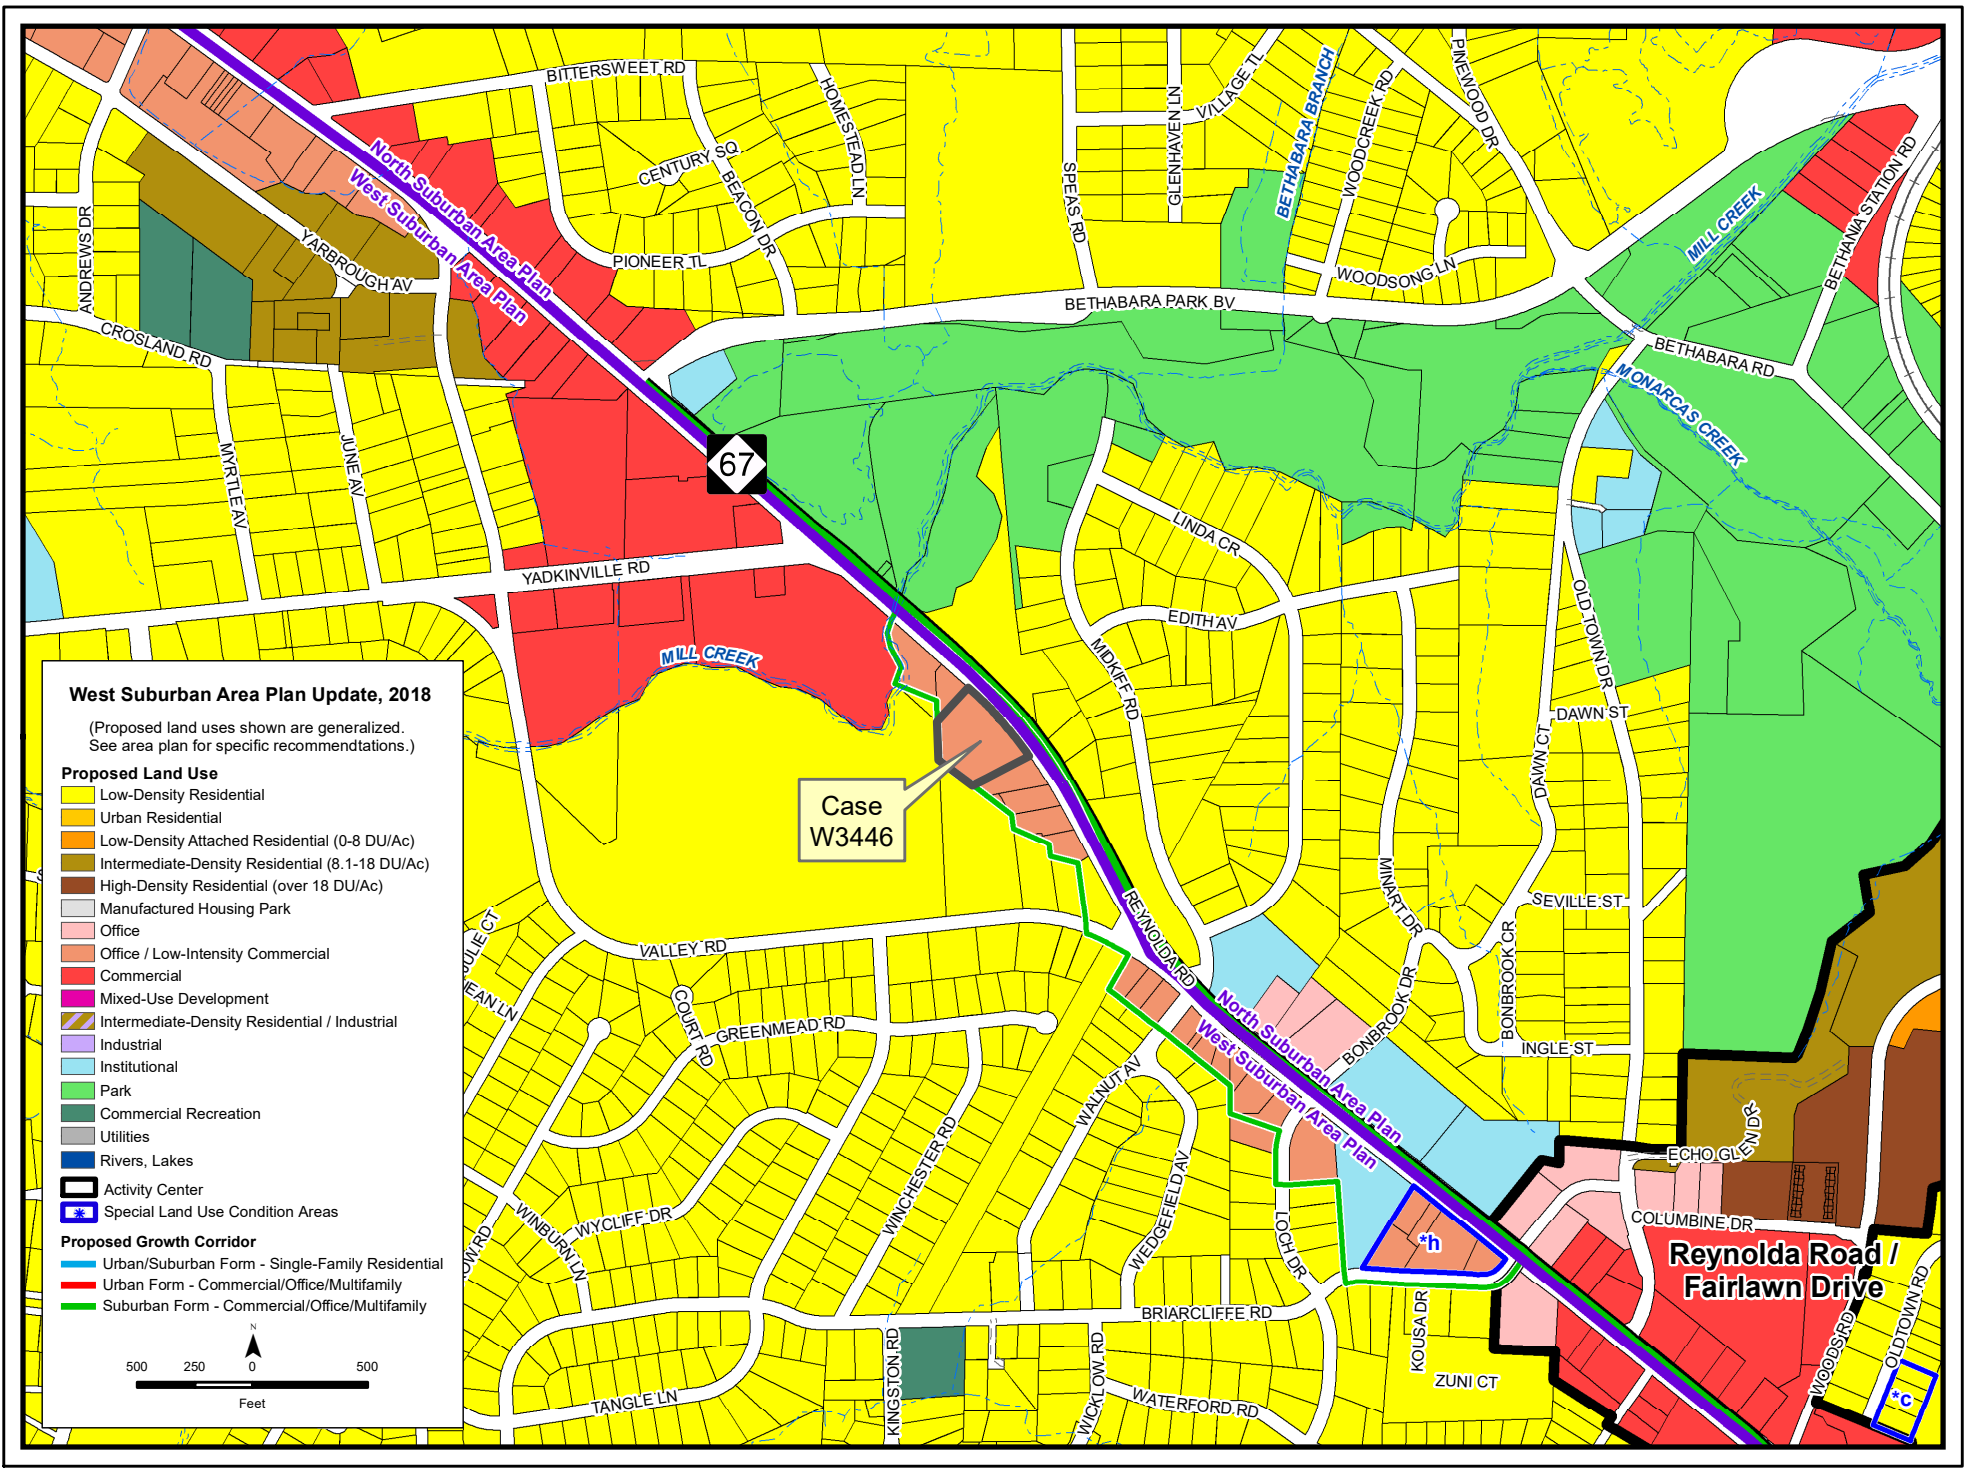 BITTERSWEET RD
HOMESTEAD LN
CENTURY SQ
BEACON DR
PIONEER TL
SPEAS RD
GLENHAVEN LN
VILLAGE TL
BETHABARA BRANCH
WOODCREEK RD
PINEWOOD DR
WOODSONG LN
MILL CREEK
BETHANIA STATION RD
North Suburban Area Plan
West Suburban Area Plan
ANDREWS DR
YARBROUGH AV
CROSLAND RD
BETHABARA PARK BV
BETHABARA RD
MONARCAS CREEK
MYRTLE AV
JUNE AV
67
LINDA CR
YADKINVILLE RD
EDITH AV
OLD TOWN DR
MIDKIFF RD
MILL CREEK
DAWN ST
DAWN CT
Case
W3446
MINART DR
SEVILLE ST
REYNOLDA RD
BONBROOK CR
VALLEY RD
JULIE CT
JEAN LN
COURT RD
GREENMEAD RD
BONBROOK DR
INGLE ST
North Suburban Area Plan
West Suburban Area Plan
WALNUT AV
ECHO GLEN DR
WINCHESTER RD
WEDGEFIELD AV
WYCLIFF DR
WINBURN LN
OW RD
LOCH DR
*h
COLUMBINE DR
Reynolda Road /
Fairlawn Drive
BRIARCLIFFE RD
KOUSA DR
ZUNI CT
WOODS RD
OLDTOWN RD
*c
KINGSTON RD
WICKLOW RD
WATERFORD RD
TANGLE LN
West Suburban Area Plan Update, 2018
(Proposed land uses shown are generalized.
See area plan for specific recommendtations.)
Proposed Land Use
Low-Density Residential
Urban Residential
Low-Density Attached Residential (0-8 DU/Ac)
Intermediate-Density Residential (8.1-18 DU/Ac)
High-Density Residential (over 18 DU/Ac)
Manufactured Housing Park
Office
Office / Low-Intensity Commercial
Commercial
Mixed-Use Development
Intermediate-Density Residential / Industrial
Industrial
Institutional
Park
Commercial Recreation
Utilities
Rivers, Lakes
Activity Center
* Special Land Use Condition Areas
Proposed Growth Corridor
Urban/Suburban Form - Single-Family Residential
Urban Form - Commercial/Office/Multifamily
Suburban Form - Commercial/Office/Multifamily
N
500 250 0 500
Feet